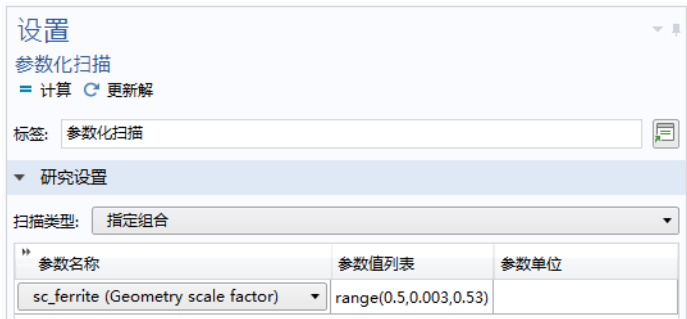 设置
参数化扫描
= 计算 更新解
标签: 参数化扫描
研究设置
扫描类型: 指定组合
参数名称 参数值列表 参数单位
sc_ferrite (Geometry scale factor) range(0.5,0.003,0.53)